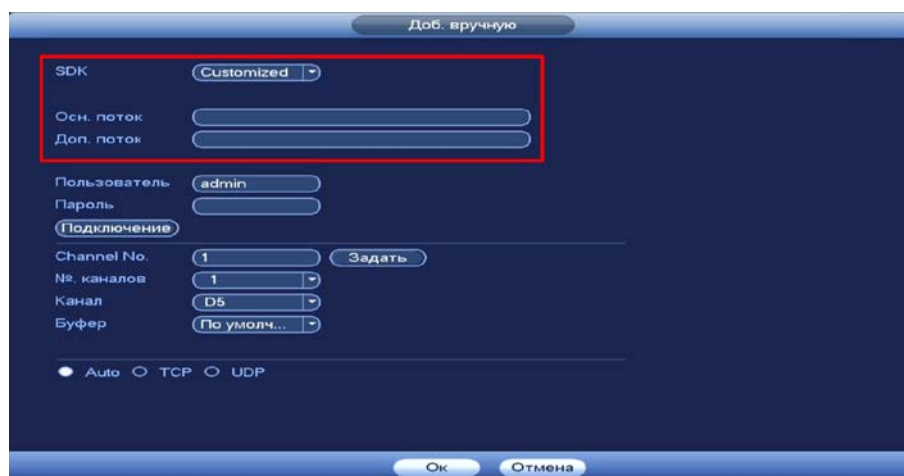 Доб. вручную
SDK Customized
Осн. поток
Доп. поток
Пользователь admin
Пароль
Подключение
Channel No. 1 Задать
№. каналов 1
Канал D5
Буфер По умолч...
Auto TCP UDP
Ок Отмена